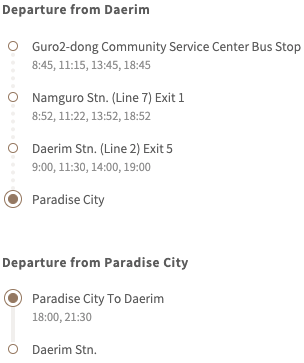 Departure from Daerim
Guro2-dong Community Service Center Bus Stop
8:45, 11:15, 13:45, 18:45
Namguro Stn. (Line 7) Exit 1
8:52, 11:22, 13:52, 18:52
Daerim Stn. (Line 2) Exit 5
9:00, 11:30, 14:00, 19:00
Paradise City
Departure from Paradise City
Paradise City To Daerim
18:00, 21:30
Daerim Stn.